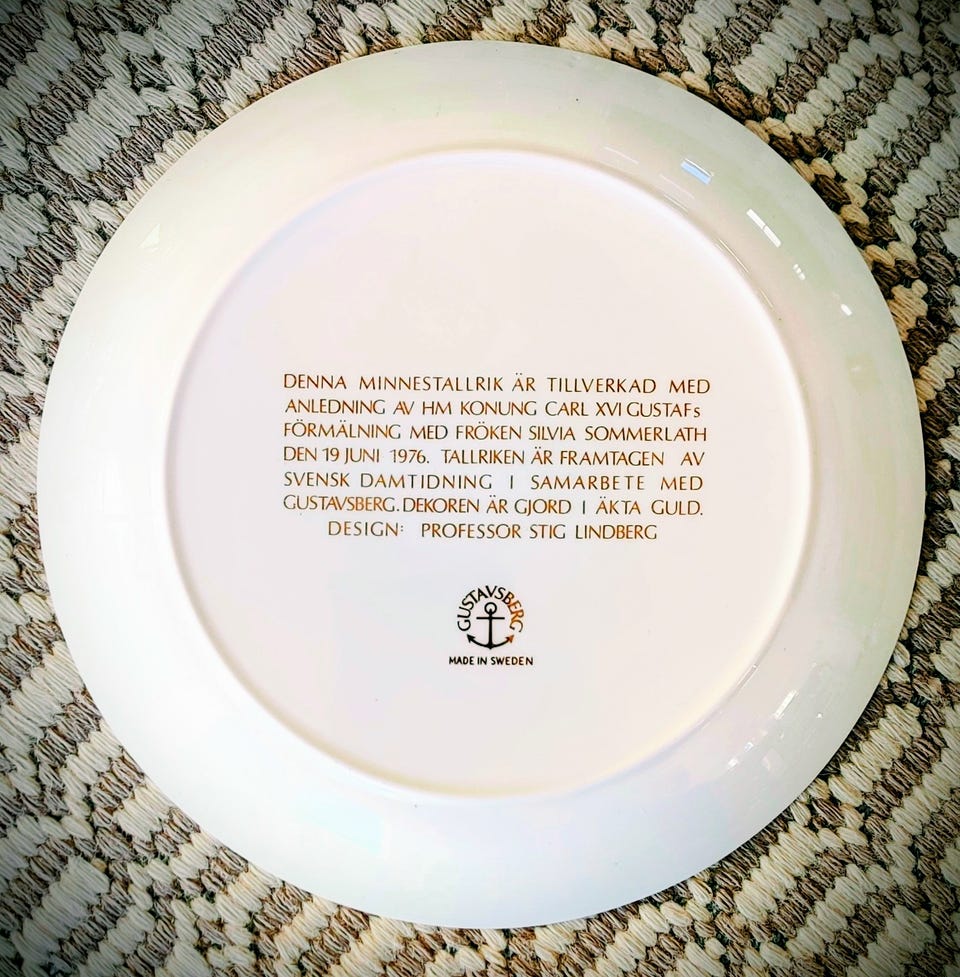 DENNA MINNESTALLRIK ÄR TILLVERKAD MED
ANLEDNING AV HM KONUNG CARL XVI GUSTAFs
FÖRMÄLNING MED FRÖKEN SILVIA SOMMERLATH
DEN 19 JUNI 1976. TALLRIKEN ÄR FRAMTAGEN AV
SVENSK DAMTIDNING I SAMARBETE MED
GUSTAVSBERG. DEKOREN ÄR GJORD I ÄKTA GULD.
DESIGN: PROFESSOR STIG LINDBERG
GUSTAVSBERG
MADE IN SWEDEN